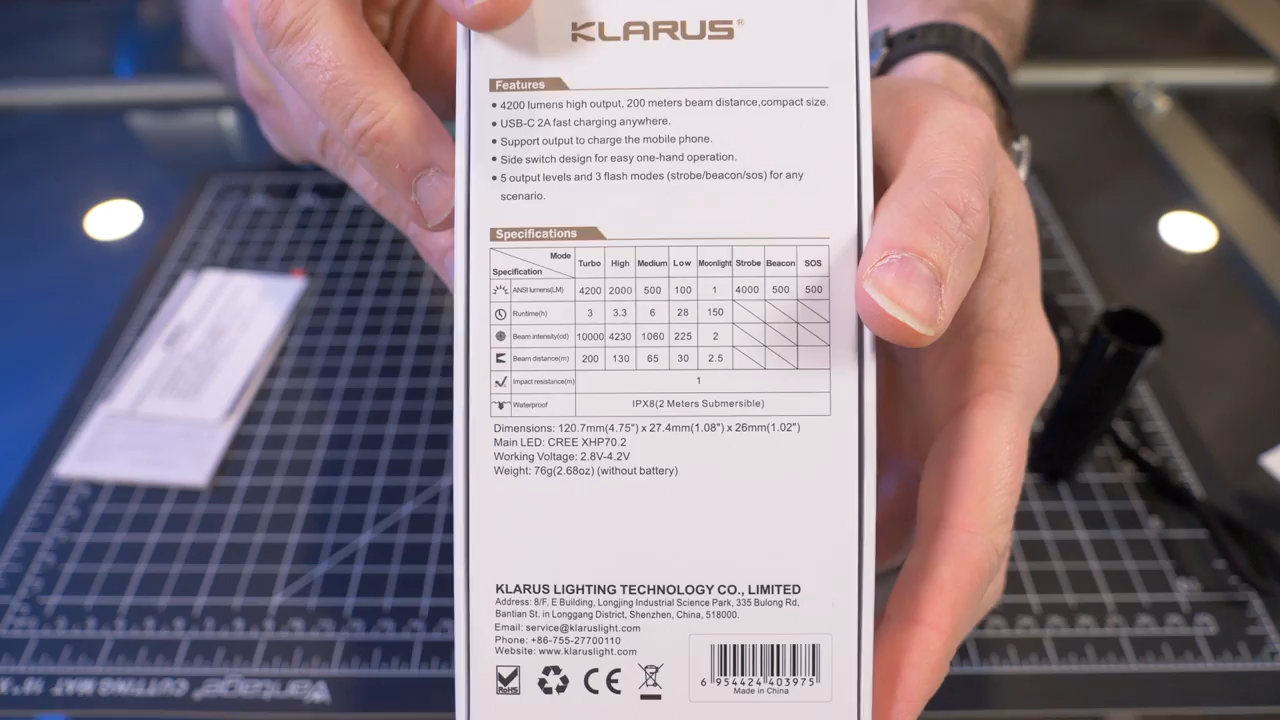 KLARUS®
Features
• 4200 lumens high output, 200 meters beam distance,compact size.
• USB-C 2A fast charging anywhere.
• Support output to charge the mobile phone.
• Side switch design for easy one-hand operation.
• 5 output levels and 3 flash modes (strobe/beacon/sos) for any
scenario.
Specifications
Mode
Specification
Turbo High Medium Low Moonlight Strobe Beacon SOS
ANSI lumens(LM) 4200 2000 500 100 1 4000 500 500
Runtime(h) 3 3.3 6 28 150
Beam intensity(cd) 10000 4230 1060 225 2
Beam distance(m) 200 130 65 30 2.5
Impact resistance(m) 1
Waterproof IPX8(2 Meters Submersible)
Dimensions: 120.7mm(4.75") x 27.4mm(1.08") x 26mm(1.02")
Main LED: CREE XHP70.2
Working Voltage: 2.8V-4.2V
Weight: 76g(2.68oz) (without battery)
KLARUS LIGHTING TECHNOLOGY CO., LIMITED
Address: 8/F, E Building, Longjing Industrial Science Park, 335 Bulong Rd,
Bantian St. in Longgang District, Shenzhen, China, 518000.
Email: service@klaruslight.com
Phone: +86-755-27700110
Website: www.klaruslight.com
RoHS
CE
6 954424 403975
Made in China
Vantage CUTTING MAT